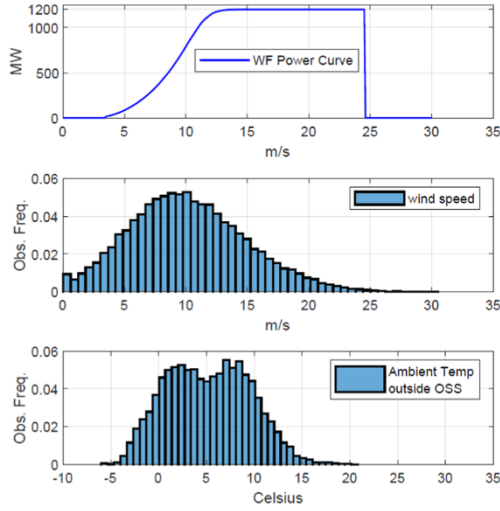 1200
1000
MW
500
0
WF Power Curve
0 5 10 15 20 25 30 35
m/s
0.06
0.04
0.02
0
Obs. Freq.
wind speed
0 5 10 15 20 25 30 35
m/s
0.06
0.04
0.02
0
Obs. Freq.
Ambient Temp
outside OSS
-10 -5 0 5 10 15 20 25 30 35
Celsius